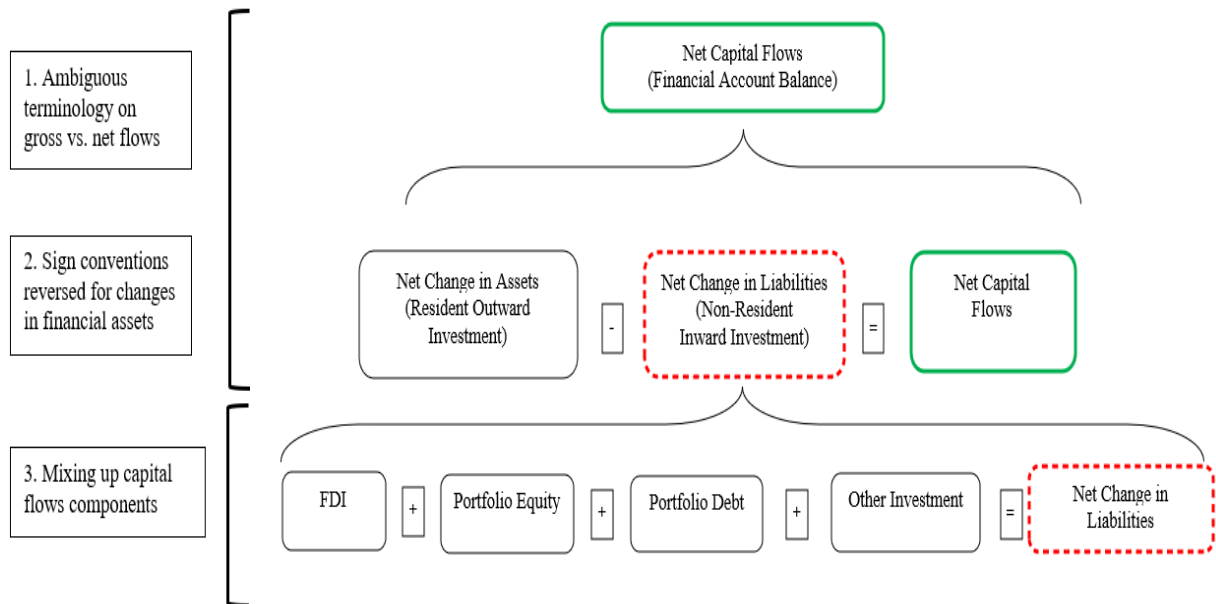 1. Ambiguous
terminology on
gross vs. net flows
Net Capital Flows
(Financial Account Balance)
2. Sign conventions
reversed for changes
in financial assets
Net Change in Assets
(Resident Outward
Investment)
-
Net Change in Liabilities
(Non-Resident
Inward Investment)
=
Net Capital
Flows
3. Mixing up capital
flows components
FDI
+
Portfolio Equity
+
Portfolio Debt
+
Other Investment
=
Net Change in
Liabilities